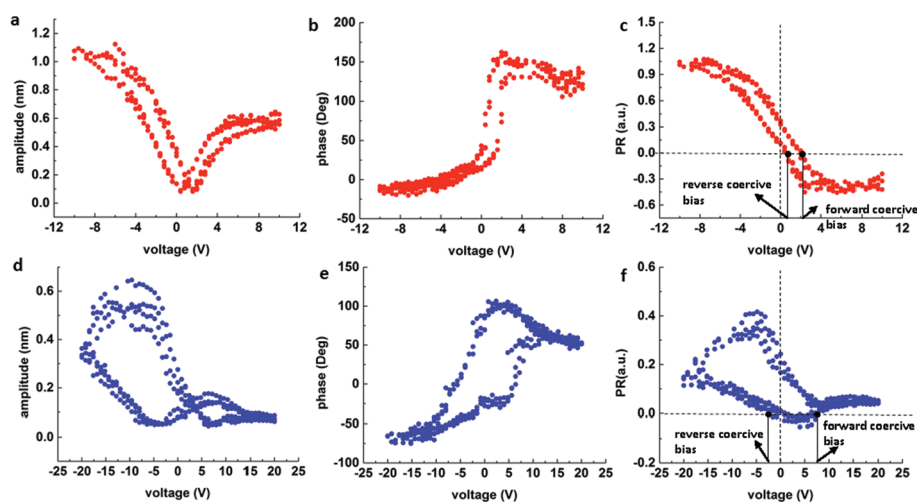 a
amplitude (nm)
1.2
1.0
0.8
0.6
0.4
0.2
0.0
-12 -8 -4 0 4 8 12
voltage (V)
b
phase (Deg)
200
150
100
50
0
-50
-12 -8 -4 0 4 8 12
voltage (V)
c
PR (a.u.)
1.5
1.2
0.9
0.6
0.3
0.0
-0.3
-0.6
reverse coercive
bias
forward coercive
bias
-12 -8 -4 0 4 8 12
voltage (V)
d
amplitude (nm)
0.6
0.4
0.2
0.0
-25 -20 -15 -10 -5 0 5 10 15 20 25
voltage (V)
e
phase (Deg)
150
100
50
0
-50
-100
-25 -20 -15 -10 -5 0 5 10 15 20 25
voltage (V)
f
PR(a.u.)
0.6
0.4
0.2
0.0
-0.2
reverse coercive
bias
forward coercive
bias
-25 -20 -15 -10 -5 0 5 10 15 20 25
voltage (V)